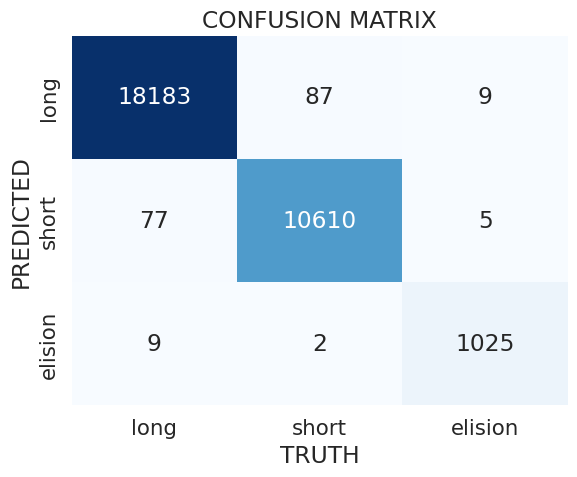 CONFUSION MATRIX
PREDICTED
long 18183 87 9
short 77 10610 5
elision 9 2 1025
long short elision
TRUTH